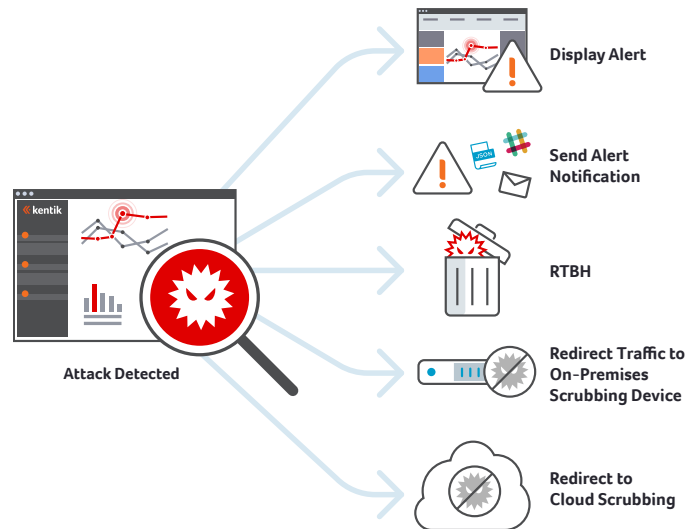 Display Alert
JSON
Send Alert
Notification
kentik
RTBH
Attack Detected
Redirect Traffic to
On-Premises
Scrubbing Device
Redirect to
Cloud Scrubbing